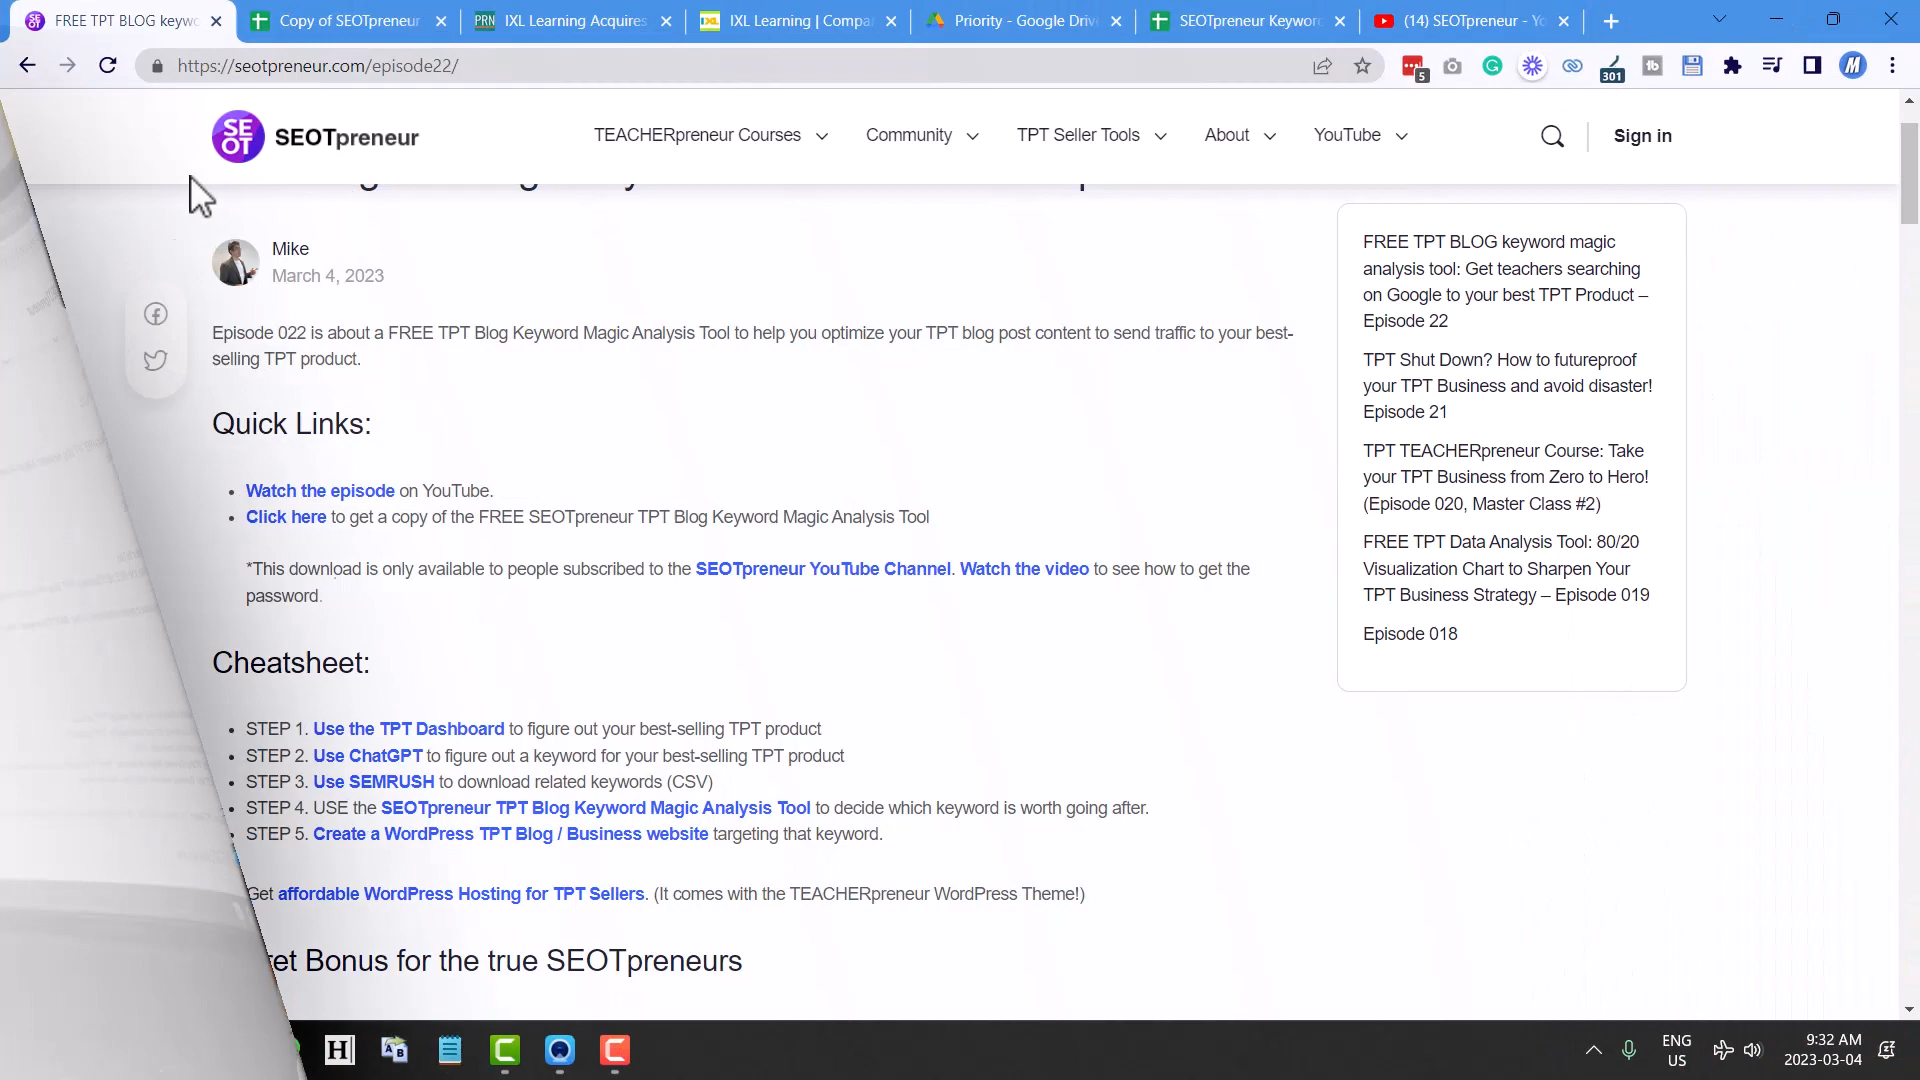 FREE TPT BLOG keywo
Copy of SEOTpreneur
IXL Learning Acquires
IXL Learning | Compa
Priority - Google Drive
SEOTpreneur Keyword
(14) SEOTpreneur - Yo
https://seotpreneur.com/episode22/
5
301
SE
OT
SEOTpreneur
TEACHERpreneur Courses
Community
TPT Seller Tools
About
YouTube
Sign in
Mike
March 4, 2023
Episode 022 is about a FREE TPT Blog Keyword Magic Analysis Tool to help you optimize your TPT blog post content to send traffic to your best-
selling TPT product.
Quick Links:
Watch the episode on YouTube.
Click here to get a copy of the FREE SEOTpreneur TPT Blog Keyword Magic Analysis Tool
*This download is only available to people subscribed to the SEOTpreneur YouTube Channel. Watch the video to see how to get the
password.
Cheatsheet:
STEP 1. Use the TPT Dashboard to figure out your best-selling TPT product
STEP 2. Use ChatGPT to figure out a keyword for your best-selling TPT product
STEP 3. Use SEMRUSH to download related keywords (CSV)
STEP 4. USE the SEOTpreneur TPT Blog Keyword Magic Analysis Tool to decide which keyword is worth going after.
STEP 5. Create a WordPress TPT Blog / Business website targeting that keyword.
Get affordable WordPress Hosting for TPT Sellers. (It comes with the TEACHERpreneur WordPress Theme!)
ret Bonus for the true SEOTpreneurs
FREE TPT BLOG keyword magic
analysis tool: Get teachers searching
on Google to your best TPT Product –
Episode 22
TPT Shut Down? How to futureproof
your TPT Business and avoid disaster!
Episode 21
TPT TEACHERpreneur Course: Take
your TPT Business from Zero to Hero!
(Episode 020, Master Class #2)
FREE TPT Data Analysis Tool: 80/20
Visualization Chart to Sharpen Your
TPT Business Strategy – Episode 019
Episode 018
ENG
US
9:32 AM
2023-03-04